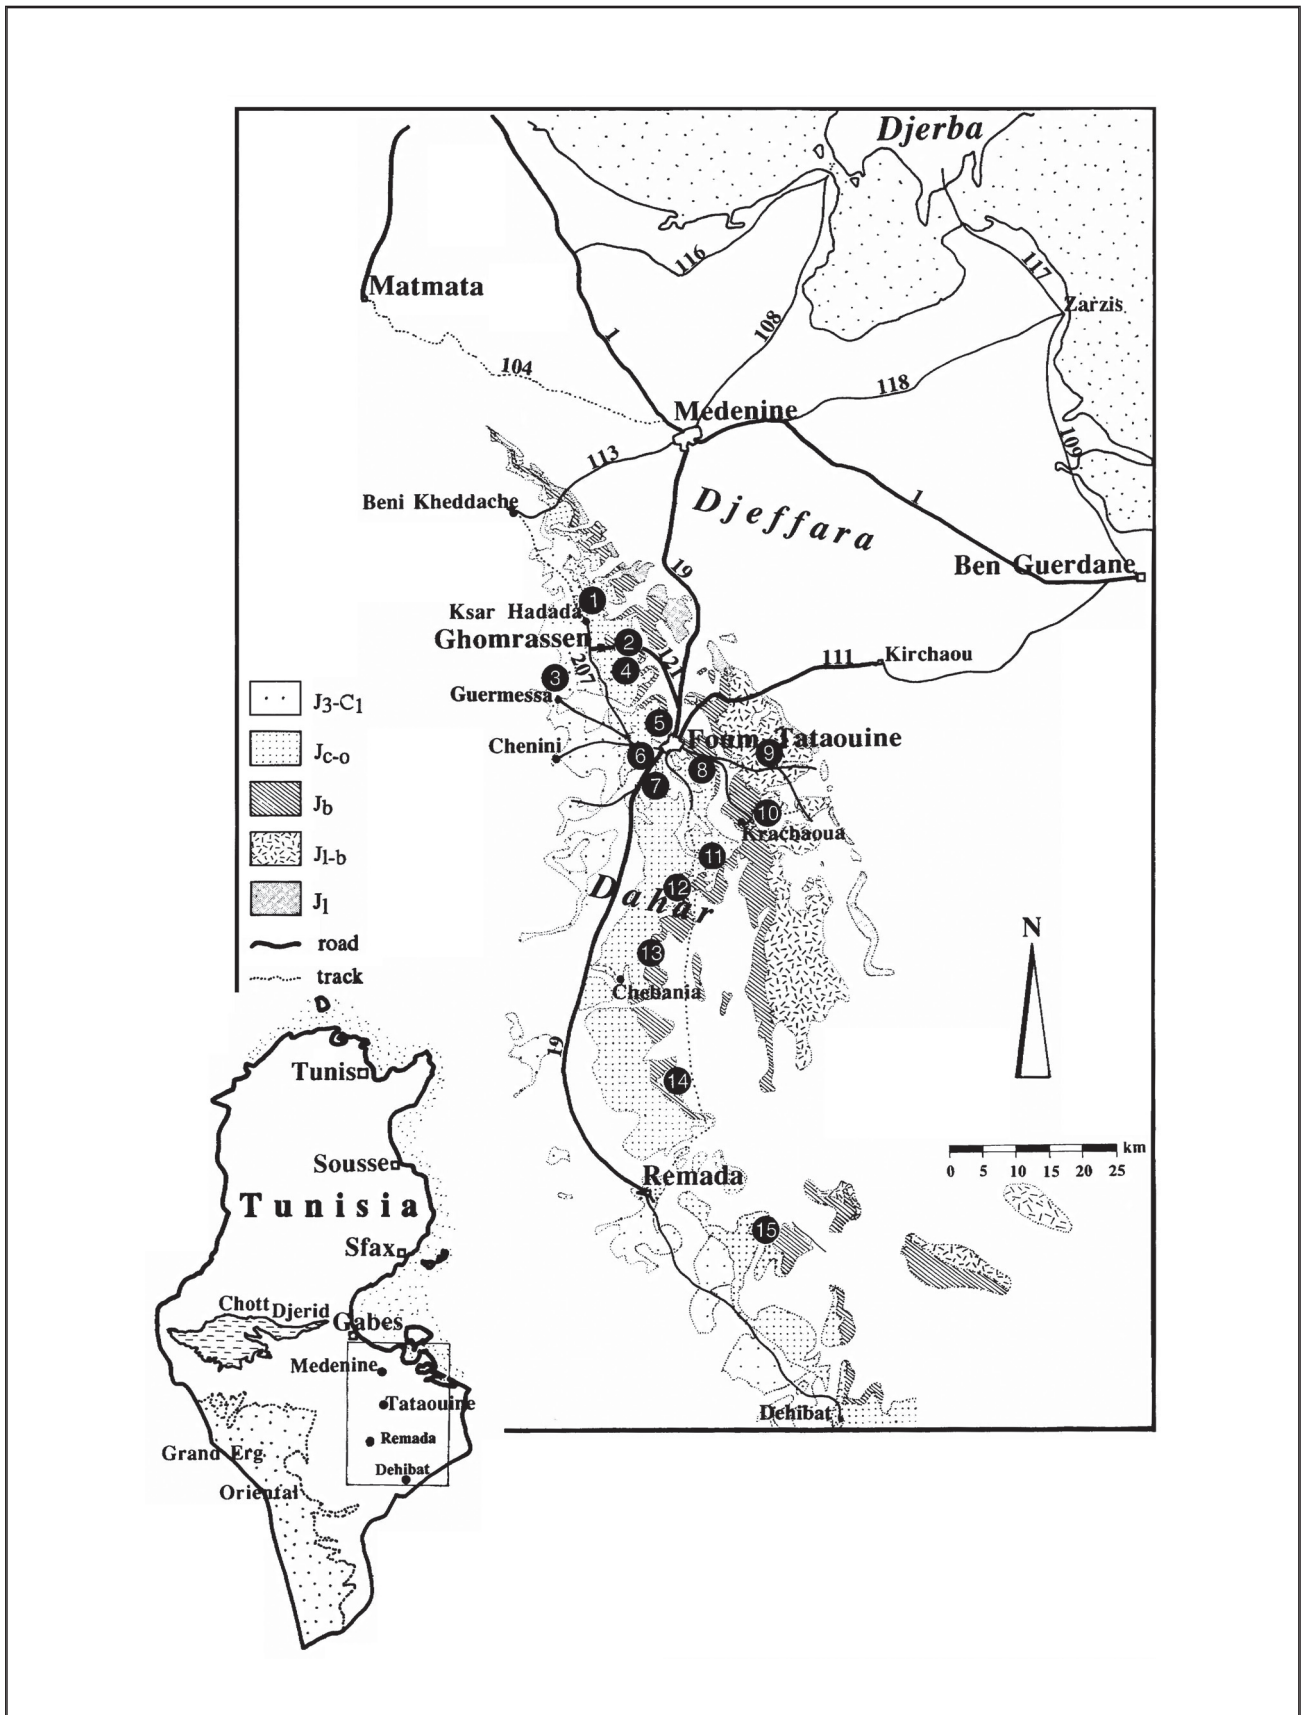 Djerba
116
117
Matmata
Zarzis
108
1
104
118
Medenine
109
113
Beni Kheddache
Djeffara
1
19
Ben Guerdane
1
Ksar Hadada
Ghomrassen
2
121
111
Kirchaou
207
4
3
Guermessa
J3-C1
5
Chenini
Foum Tataouine
Jc-o
6
9
8
7
Jb
10
Krachaoua
Jl-b
11
12
Dahar
Jl
road
N
13
track
Chebania
19
Tunis
14
km
0 5 10 15 20 25
Sousse
Remada
Tunisia
15
Sfax
Chott Djerid
Gabes
Medenine
Tataouine
Dehibat
Remada
Grand Erg
Dehibat
Oriental